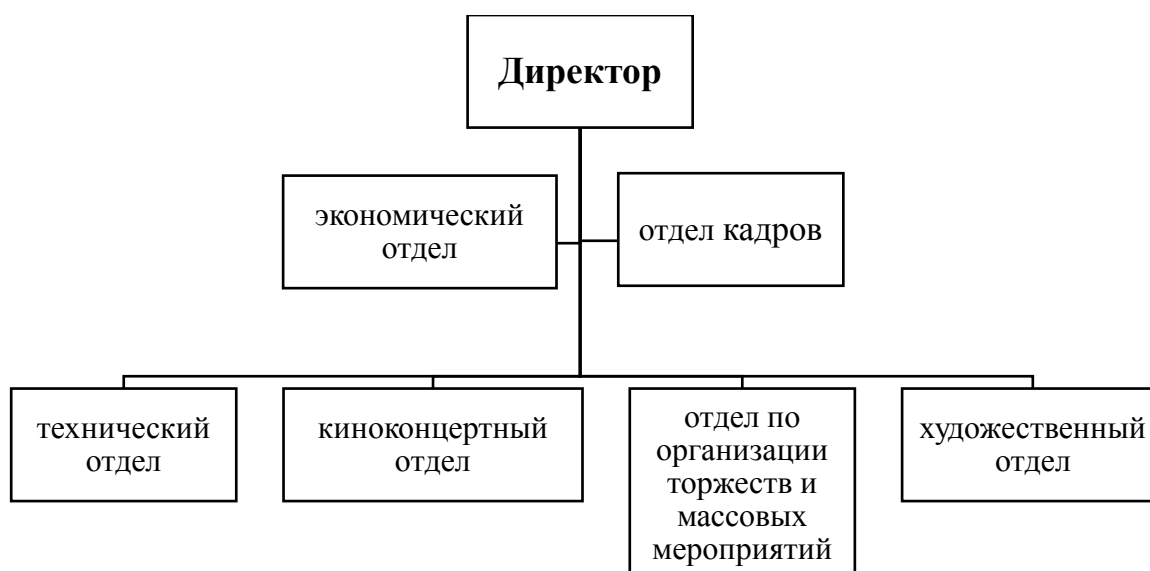 Директор
экономический
отдел
отдел кадров
технический
отдел
киноконцертный
отдел
отдел по
организации
торжеств и
массовых
мероприятий
художественный
отдел